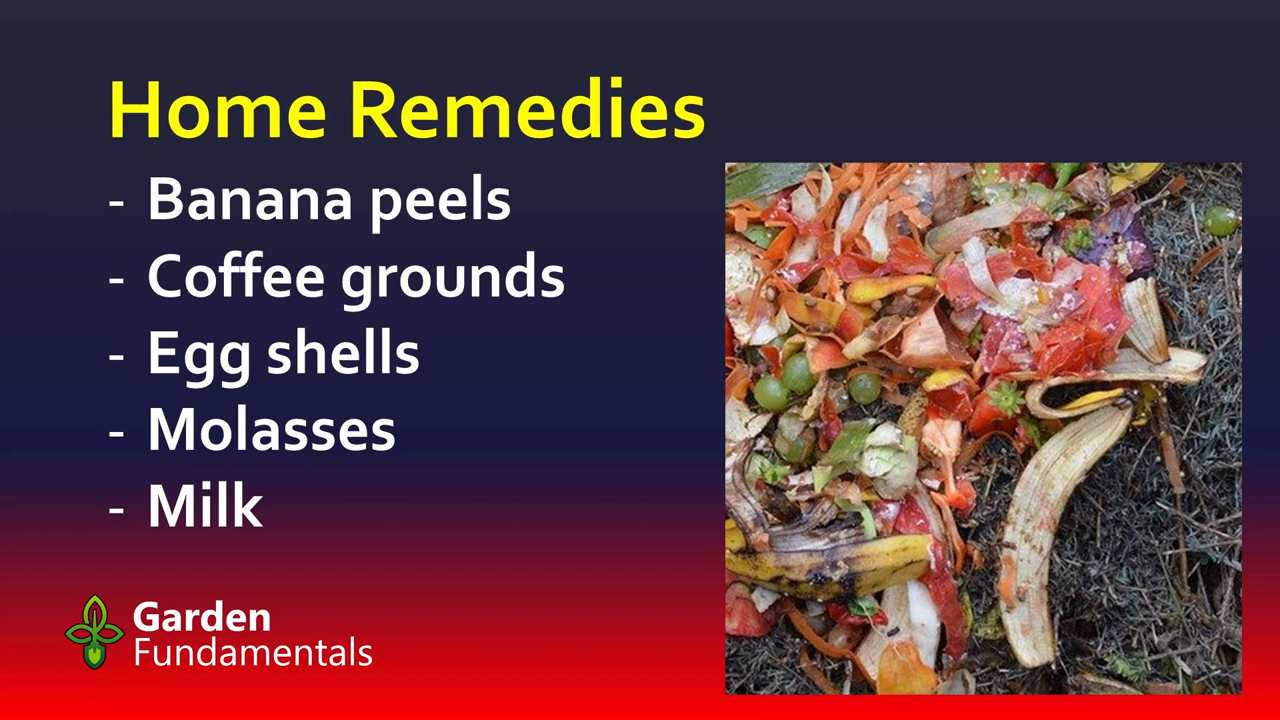 Home Remedies
- Banana peels
- Coffee grounds
- Egg shells
- Molasses
- Milk
Garden
Fundamentals